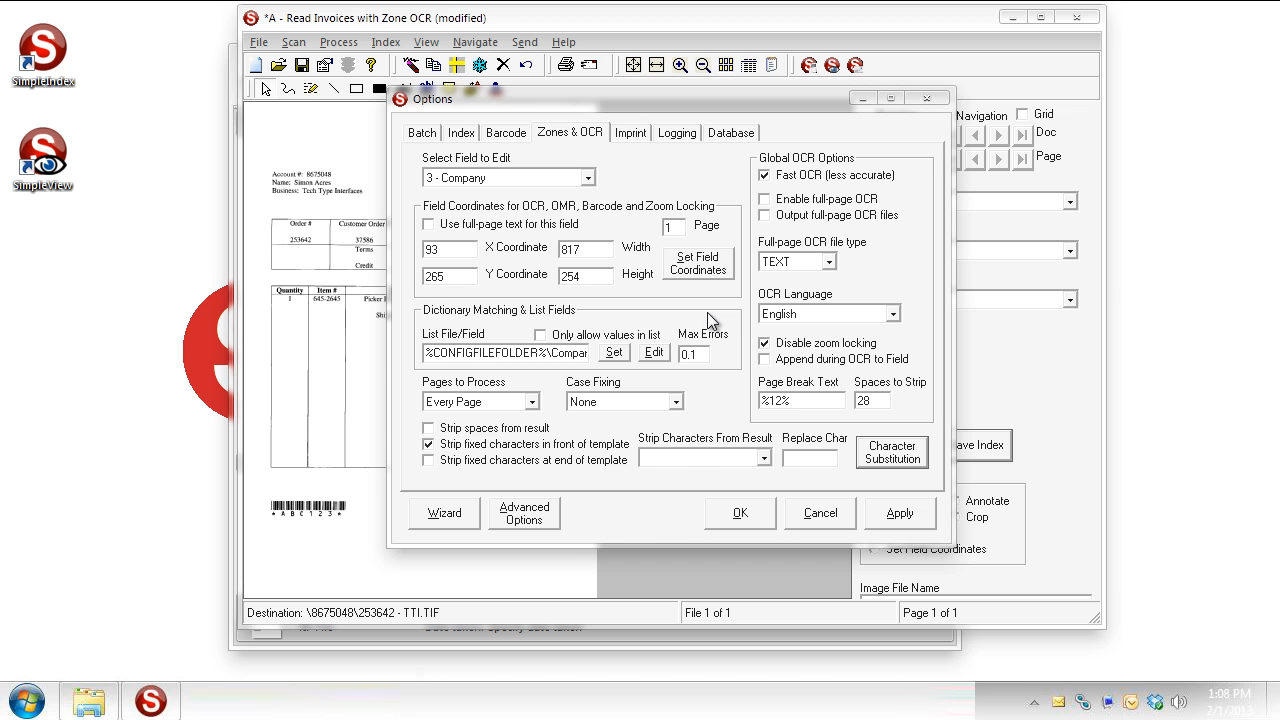 *A - Read Invoices with Zone OCR (modified)
File Scan Process Index View Navigate Send Help
SimpleIndex
SimpleView
Options
Batch Index Barcode Zones & OCR Imprint Logging Database
Navigation Grid
Doc
Page
Select Field to Edit
3 - Company
Field Coordinates for OCR, OMR, Barcode and Zoom Locking
Use full-page text for this field
1 Page
93 X Coordinate 817 Width
265 Y Coordinate 254 Height
Set Field Coordinates
Dictionary Matching & List Fields
List File/Field
Only allow values in list
Max Errors
%CONFIGFILEFOLDER%\Compar
Set
Edit
0.1
Pages to Process
Every Page
Case Fixing
None
Strip spaces from result
Strip fixed characters in front of template
Strip fixed characters at end of template
Strip Characters From Result
Replace Char
Global OCR Options
Fast OCR (less accurate)
Enable full-page OCR
Output full-page OCR files
Full-page OCR file type
TEXT
OCR Language
English
Disable zoom locking
Append during OCR to Field
Page Break Text
Spaces to Strip
%12%
28
Character Substitution
Wizard
Advanced Options
OK
Cancel
Apply
Account #: 8675048
Name: Simon Acres
Business: Tech Type Interfaces
Order # Customer Order
253642 37586
Terms
Credit
Quantity Item #
1 645-2645 Picker
Shi
*ABC123*
ave Index
Annotate
Crop
Set Field Coordinates
Image File Name
Destination: \8675048\253642 - TTI.TIF
File 1 of 1
Page 1 of 1
1:08 PM
2/1/2013